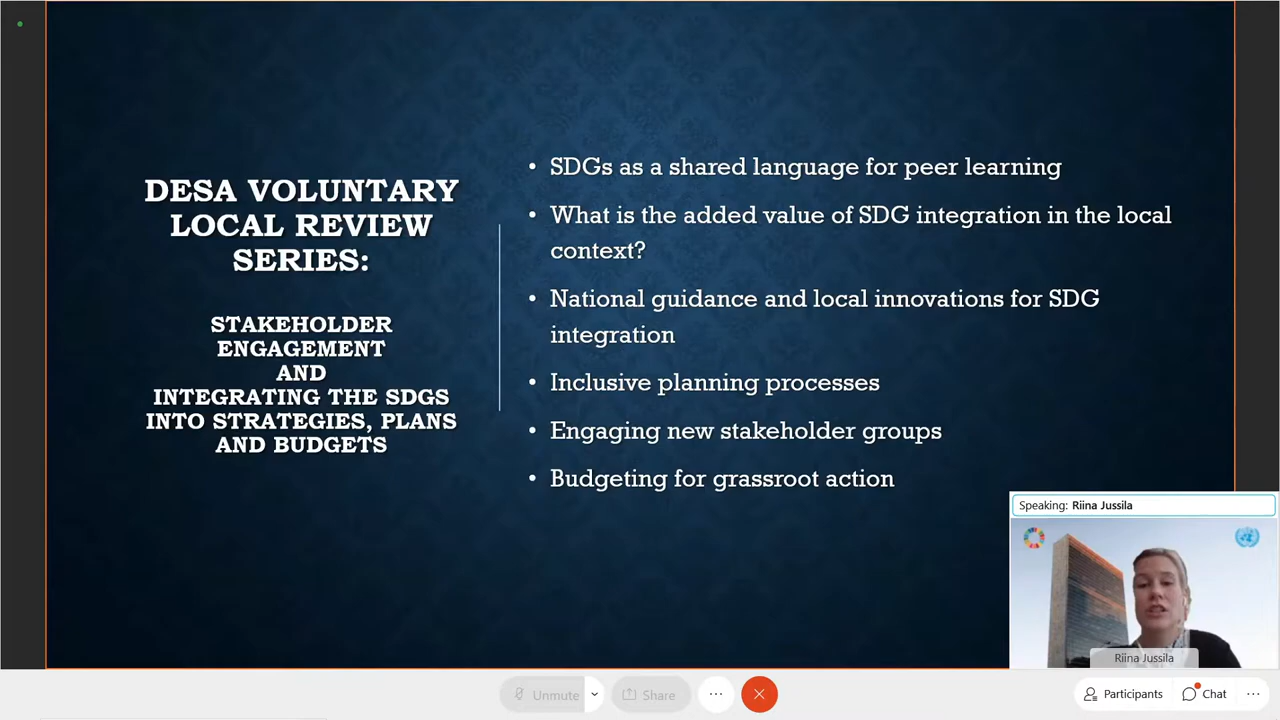 DESA VOLUNTARY
LOCAL REVIEW
SERIES:
STAKEHOLDER
ENGAGEMENT
AND
INTEGRATING THE SDGS
INTO STRATEGIES, PLANS
AND BUDGETS
• SDGs as a shared language for peer learning
• What is the added value of SDG integration in the local
context?
• National guidance and local innovations for SDG
integration
• Inclusive planning processes
• Engaging new stakeholder groups
• Budgeting for grassroot action
Speaking: Riina Jussila
Riina Jussila
Unmute
Share
Participants
Chat